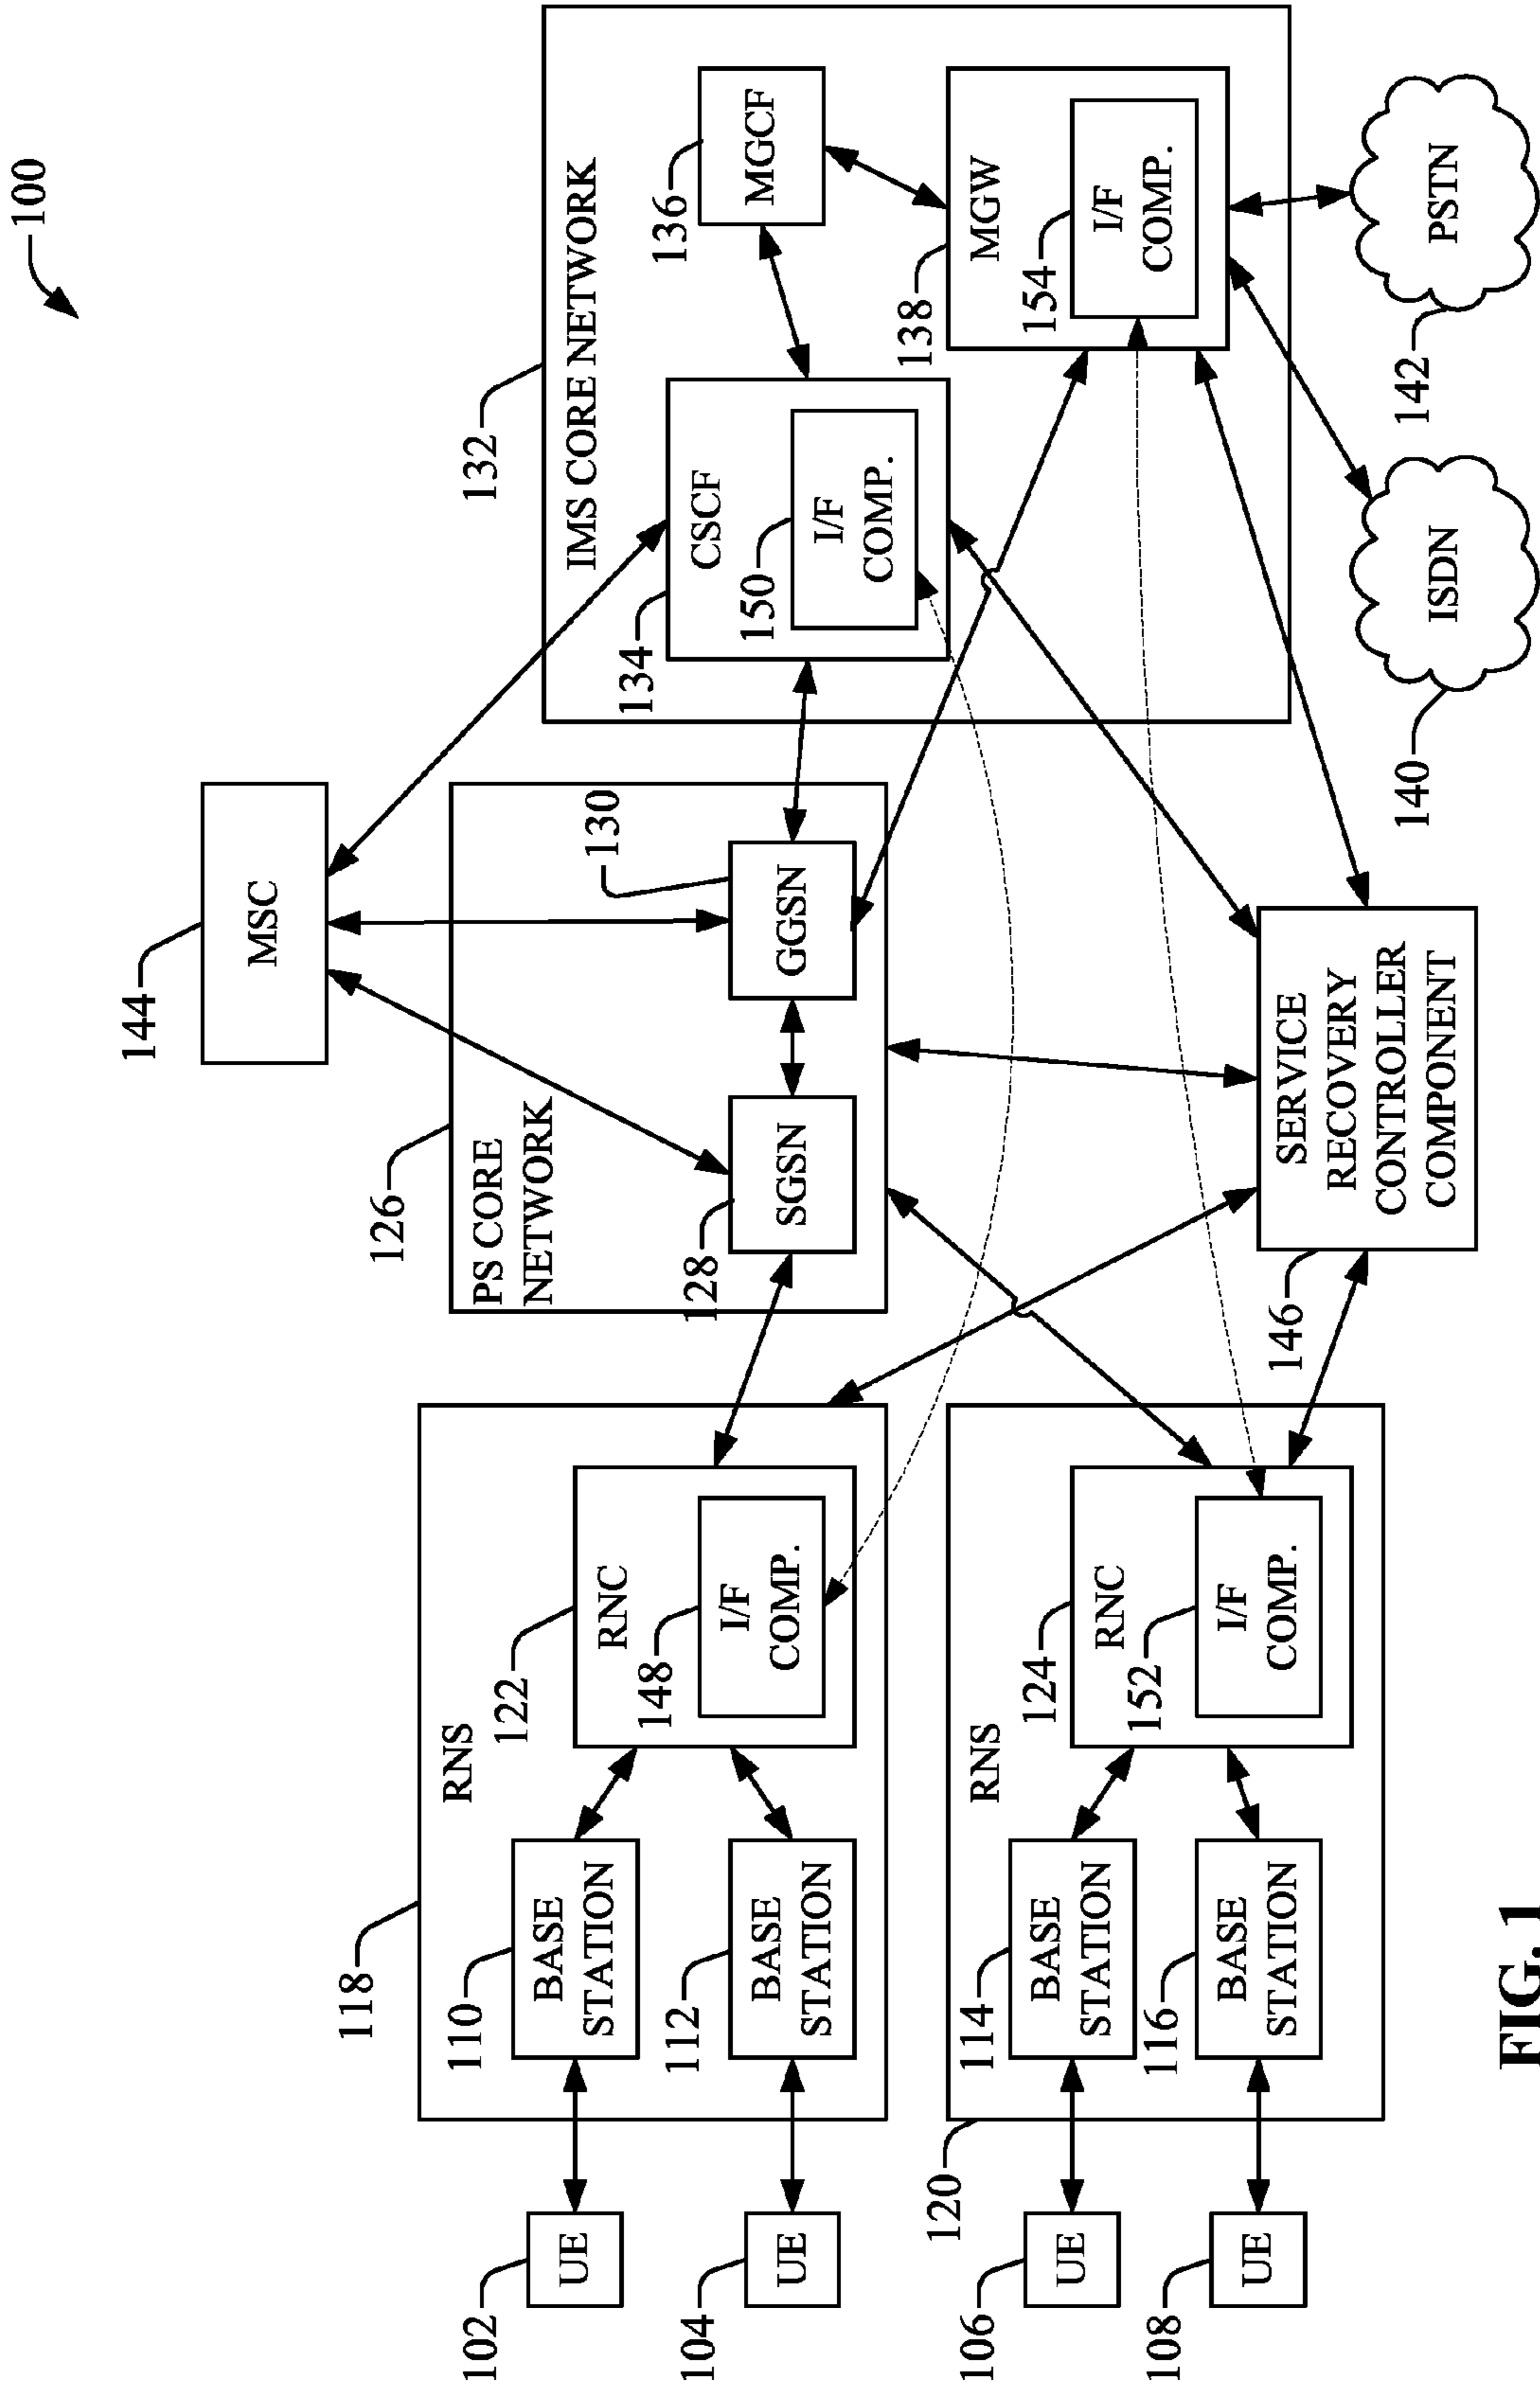 100
144
MSC
132
IMS CORE NETWORK
136
MGCF
134
CSCF
150
I/F
COMP.
138
MGW
154
I/F
COMP.
126
PS CORE
NETWORK
130
GGSN
128
SGSN
118
RNS
122
RNC
148
I/F
COMP.
110
BASE
STATION
112
BASE
STATION
102
UE
104
UE
120
RNS
124
RNC
152
I/F
COMP.
114
BASE
STATION
116
BASE
STATION
106
UE
108
UE
146
SERVICE
RECOVERY
CONTROLLER
COMPONENT
140
ISDN
142
PSTN
FIG. 1